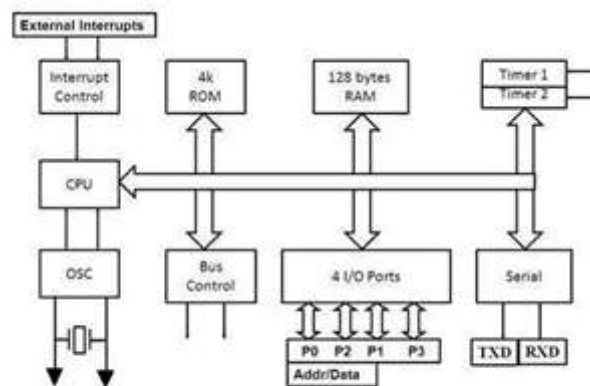 External Interrupts
Interrupt
Control
4k
ROM
128 bytes
RAM
Timer 1
Timer 2
CPU
OSC
Bus
Control
4 I/O Ports
Serial
P0 P2 P1 P3
Addr/Data
TXD RXD